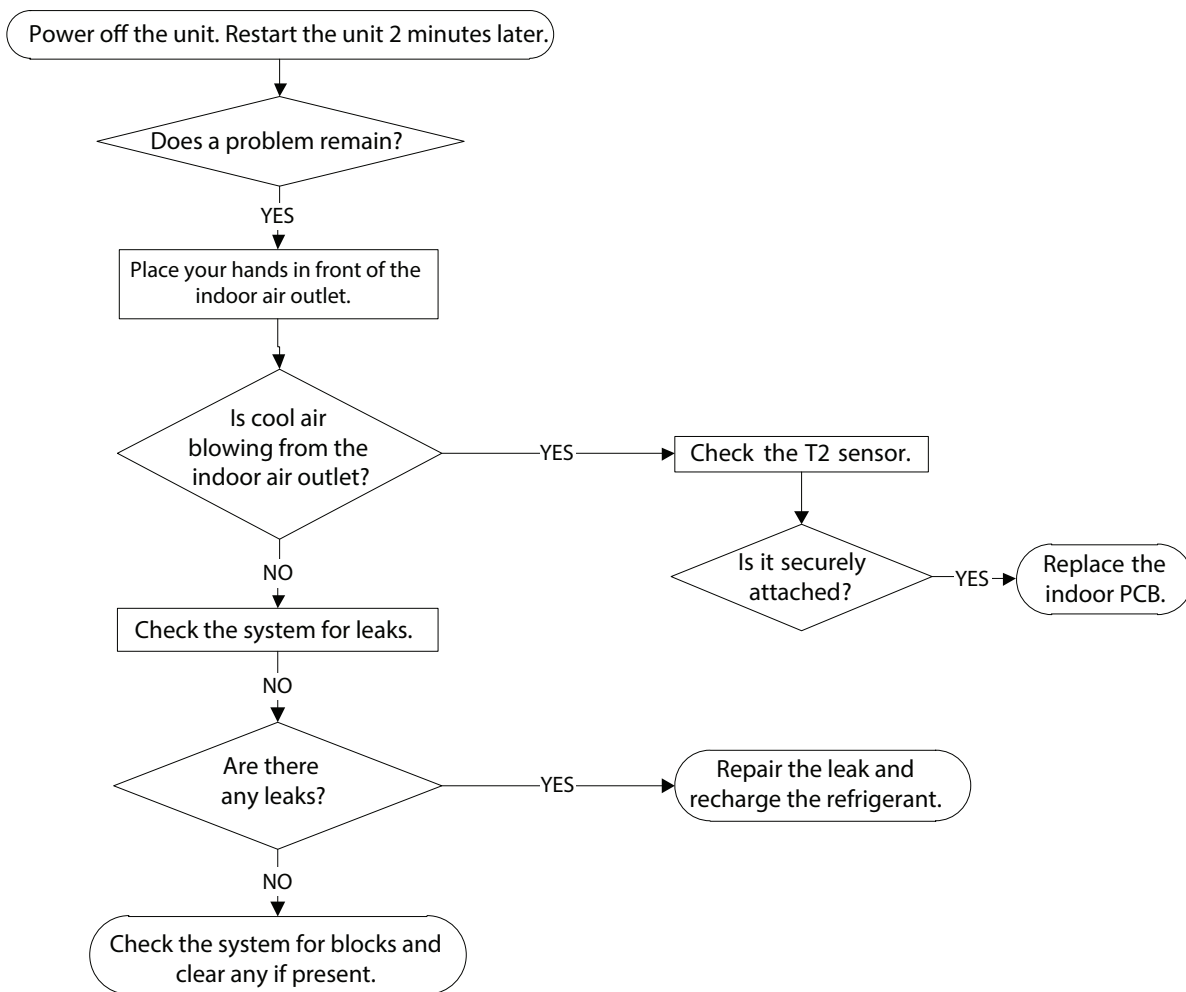 Power off the unit. Restart the unit 2 minutes later.
Does a problem remain?
YES
Place your hands in front of the
indoor air outlet.
Is cool air
blowing from the
indoor air outlet?
YES
Check the T2 sensor.
Is it securely
attached?
YES
Replace the
indoor PCB.
NO
Check the system for leaks.
NO
Are there
any leaks?
YES
Repair the leak and
recharge the refrigerant.
NO
Check the system for blocks and
clear any if present.